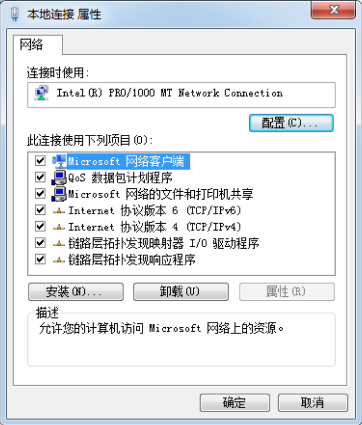 本地连接 属性
网络
连接时使用:
Intel(R) PRO/1000 MT Network Connection
配置(C)...
此连接使用下列项目(O):
Microsoft 网络客户端
QoS 数据包计划程序
Microsoft 网络的文件和打印机共享
Internet 协议版本 6 (TCP/IPv6)
Internet 协议版本 4 (TCP/IPv4)
链路层拓扑发现映射器 I/O 驱动程序
链路层拓扑发现响应程序
安装(N)... 卸载(U) 属性(R)
描述
允许您的计算机访问 Microsoft 网络上的资源。
确定 取消